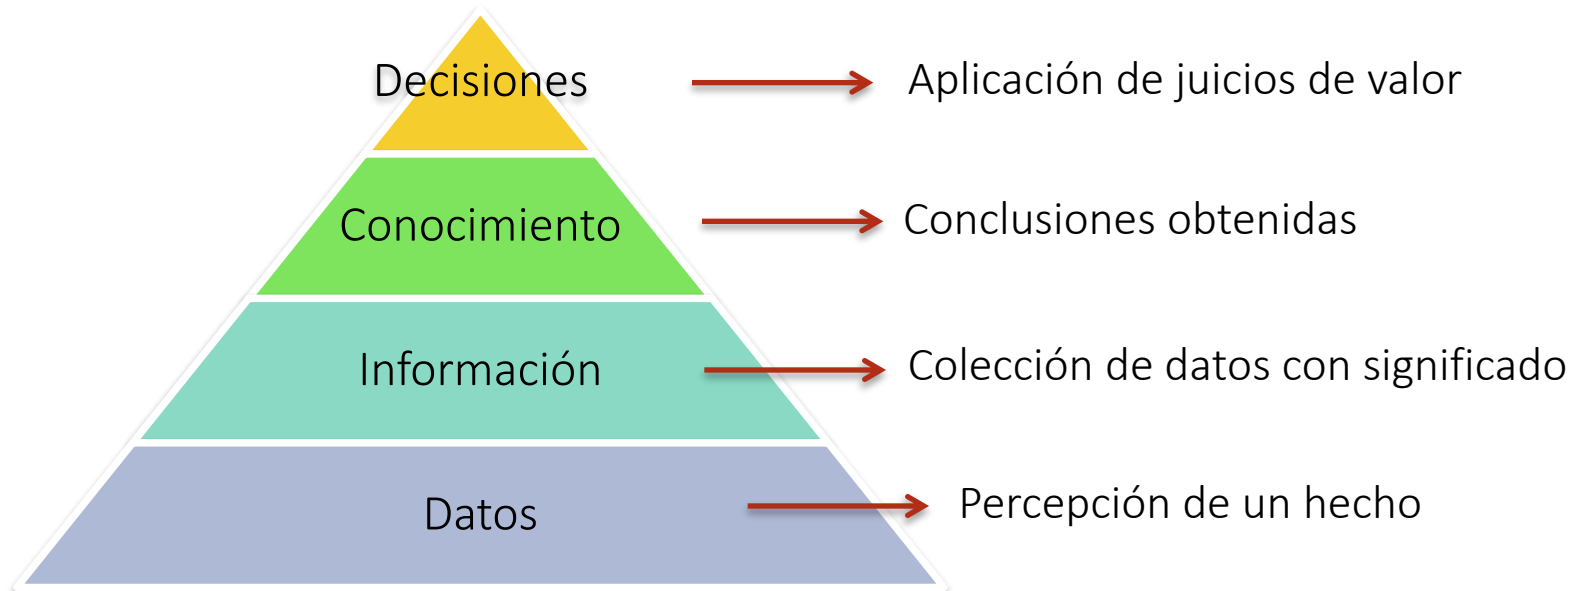 Decisiones
Aplicación de juicios de valor
Conocimiento
Conclusiones obtenidas
Información
Colección de datos con significado
Datos
Percepción de un hecho